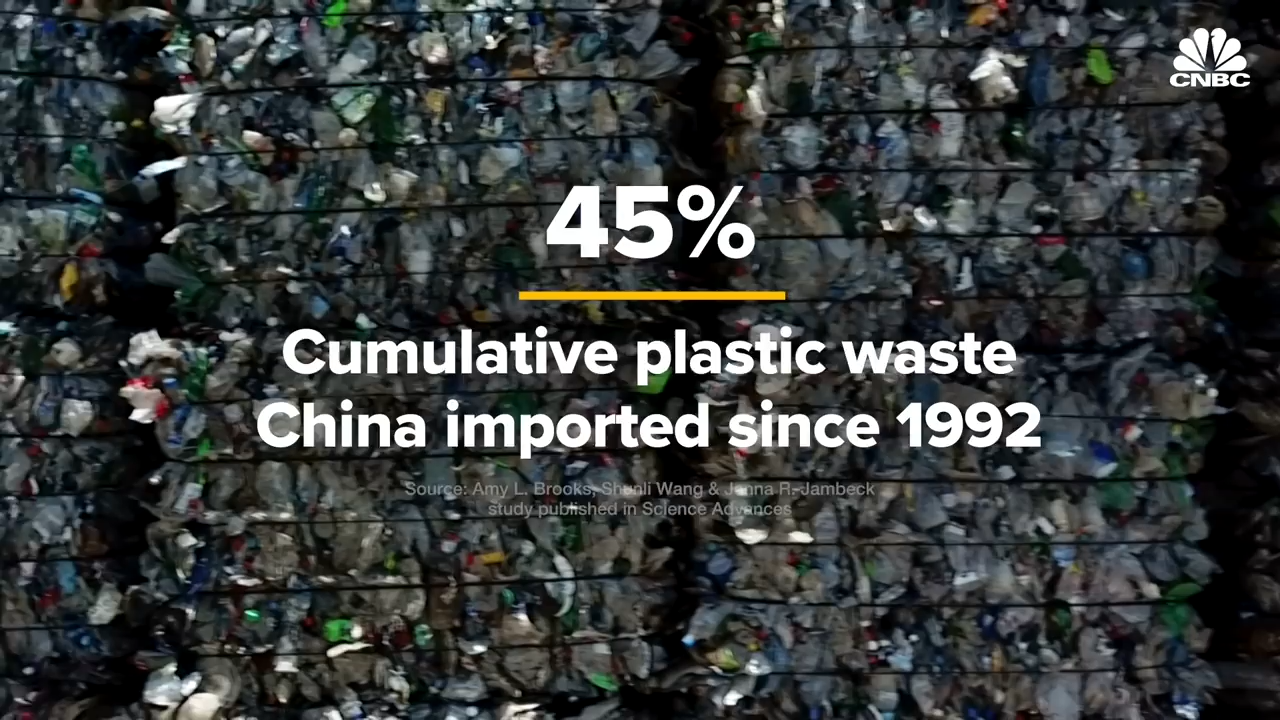 CNBC
45%
Cumulative plastic waste
China imported since 1992
Source: Amy L. Brooks, Shunli Wang & Jenna R. Jambeck
study published in Science Advances